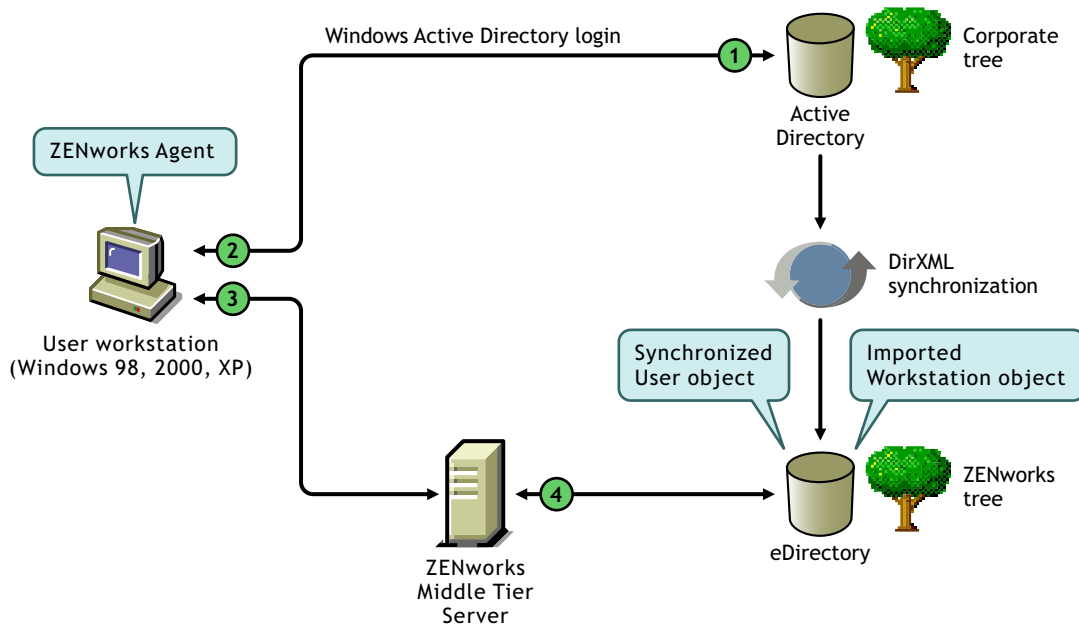 Windows Active Directory login
1
Corporate
tree
Active
Directory
ZENworks Agent
2
3
DirXML
synchronization
User workstation
(Windows 98, 2000, XP)
Synchronized
User object
Imported
Workstation object
4
ZENworks
tree
eDirectory
ZENworks
Middle Tier
Server